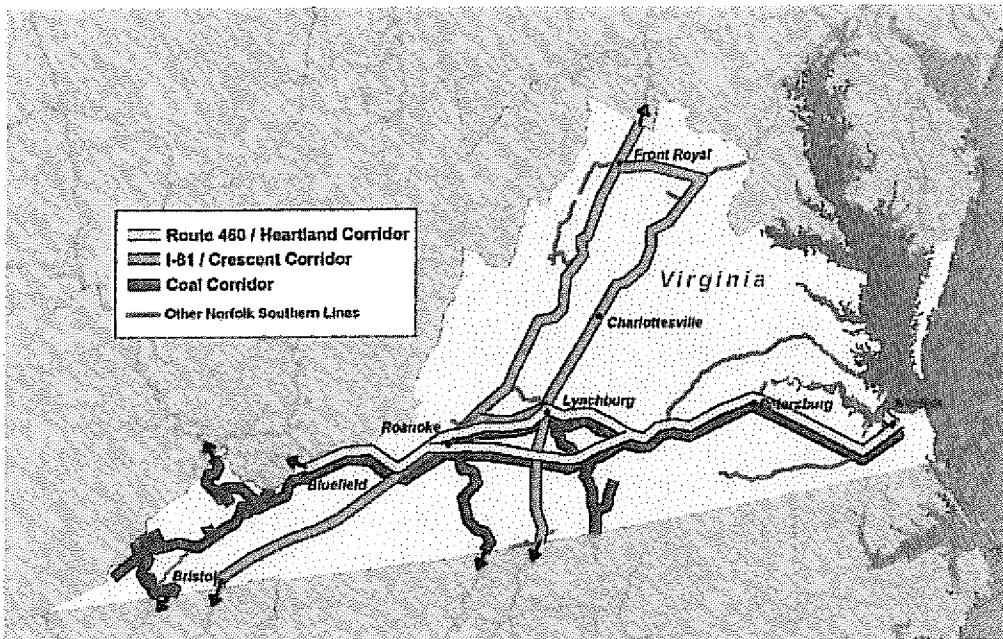 Front Royal
Route 460 / Heartland Corridor
I-81 / Crescent Corridor
Coal Corridor
Other Norfolk Southern Lines
Virginia
Charlottesville
Lynchburg
Roanoke
Bluefield
Bristol